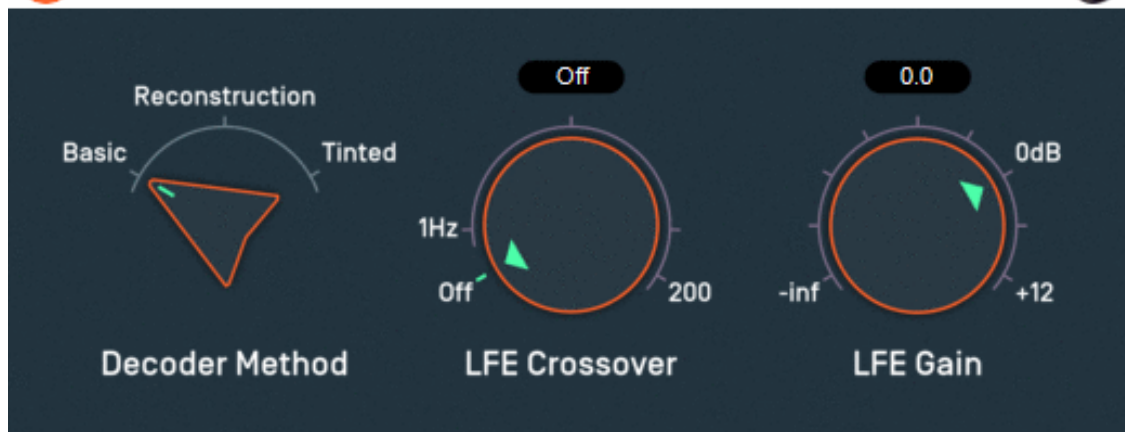 Off
0.0
Reconstruction
Basic
Tinted
0dB
1Hz
Off
200
-inf
+12
Decoder Method
LFE Crossover
LFE Gain